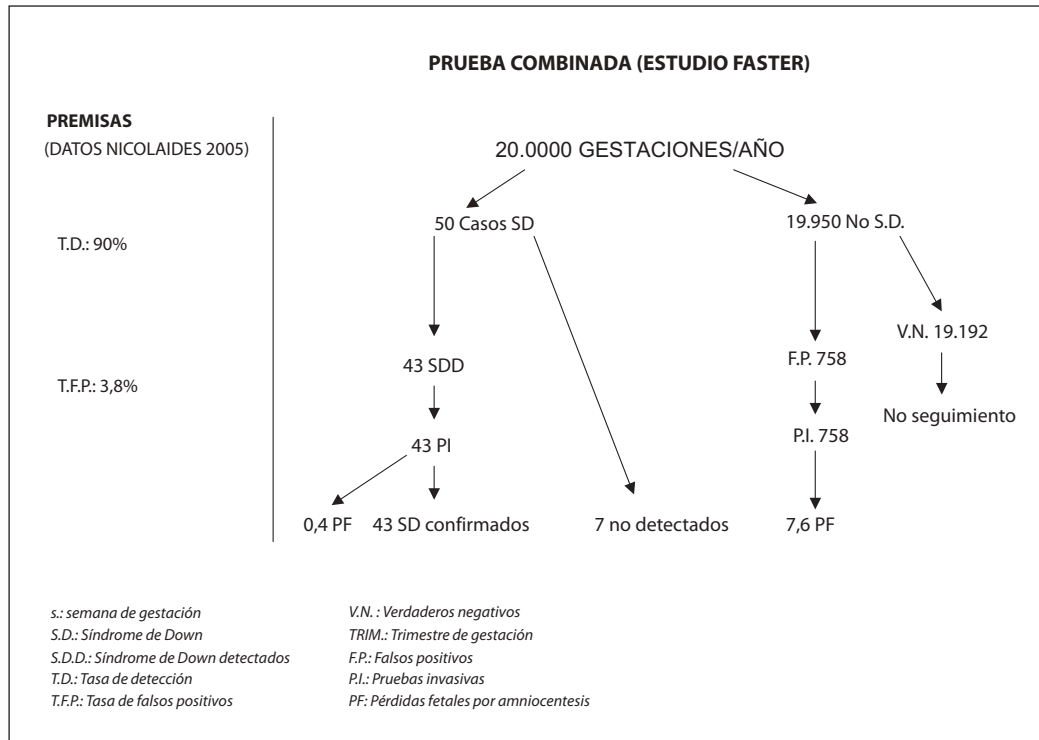 PRUEBA COMBINADA (ESTUDIO FASTER)
PREMISAS
(DATOS NICOLAIDES 2005)
20.0000 GESTACIONES/AÑO
50 Casos SD
19.950 No S.D.
T.D.: 90%
V.N. 19.192
43 SDD
F.P. 758
T.F.P.: 3,8%
No seguimiento
43 PI
P.I. 758
0,4 PF
43 SD confirmados
7 no detectados
7,6 PF
s.: semana de gestación
S.D.: Síndrome de Down
S.D.D.: Síndrome de Down detectados
T.D.: Tasa de detección
T.F.P.: Tasa de falsos positivos
V.N. : Verdaderos negativos
TRIM.: Trimestre de gestación
F.P.: Falsos positivos
P.I.: Pruebas invasivas
PF: Pérdidas fetales por amniocentesis